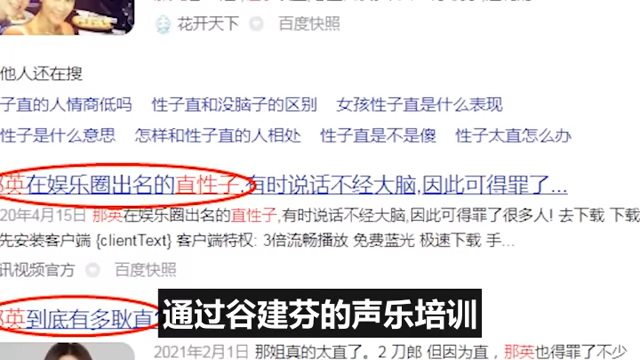 花开天下 百度快照
他人还在搜
子直的人情商低吗 性子直和没脑子的区别 女孩性子直是什么表现
性子是什么意思 怎样和性子直的人相处 性子直是不是傻 性子太直怎么办
那英在娱乐圈出名的直性子,有时说话不经大脑,因此可得罪了...
20年4月15日 那英在娱乐圈出名的直性子,有时说话不经大脑,因此可得罪了很多人! 去下载 下载
先安装客户端 {clientText} 客户端特权: 3倍流畅播放 免费蓝光 极速下载 手...
讯视频官方 百度快照
那英到底有多耿直
通过谷建芬的声乐培训
2021年2月1日 那姐真的太直了。2 刀郎 但因为直，那英也得罪了不少